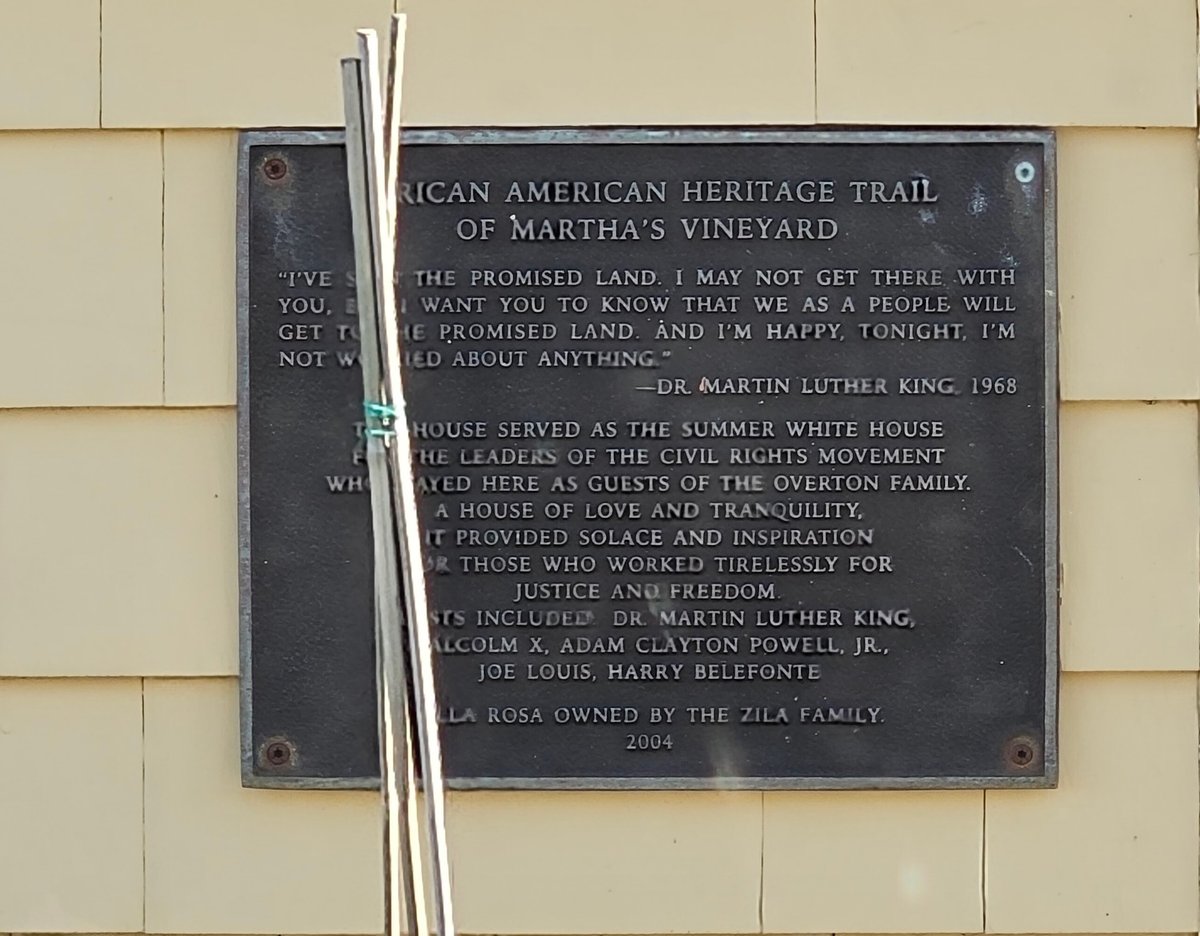 AMERICAN HERITAGE TRAIL
OF MARTHA'S VINEYARD
"I'VE THE PROMISED LAND. I MAY NOT GET THERE WITH
YOU, WANT YOU TO KNOW THAT WE AS A PEOPLE WILL
GET PROMISED LAND. AND I'M HAPPY, TONIGHT, I'M
NOT ABOUT ANYTHING."
—DR. MARTIN LUTHER KING, 1968
HOUSE SERVED AS THE SUMMER WHITE HOUSE
THE LEADERS OF THE CIVIL RIGHTS MOVEMENT
HERE AS GUESTS OF THE OVERTON FAMILY.
A HOUSE OF LOVE AND TRANQUILITY,
IT PROVIDED SOLACE AND INSPIRATION
THOSE WHO WORKED TIRELESSLY FOR
JUSTICE AND FREEDOM.
INCLUDED: DR. MARTIN LUTHER KING,
X, ADAM CLAYTON POWELL, JR.,
JOE LOUIS, HARRY BELEFONTE
ROSA OWNED BY THE ZILA FAMILY.
2004